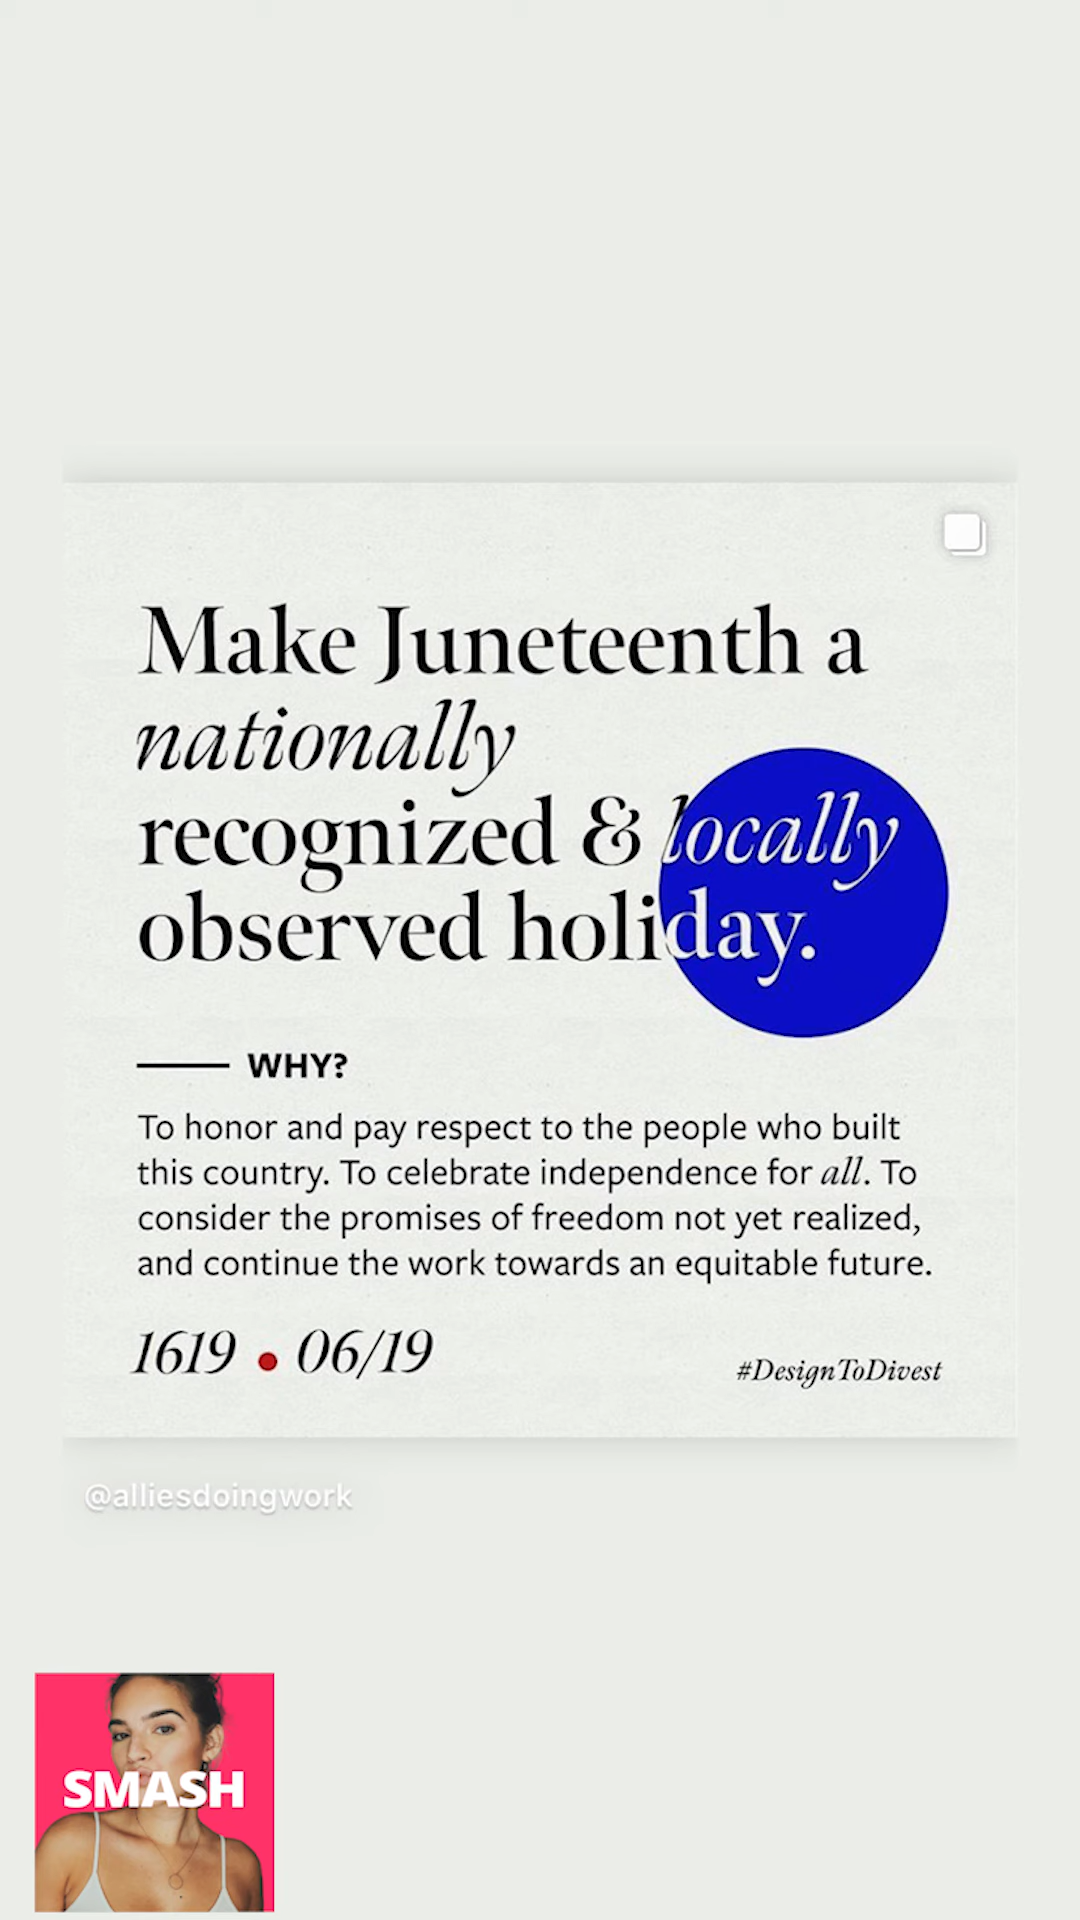 Make Juneteenth a
nationally
recognized & locally
observed holiday.
WHY?
To honor and pay respect to the people who built
this country. To celebrate independence for all. To
consider the promises of freedom not yet realized,
and continue the work towards an equitable future.
1619 • 06/19
#DesignToDivest
@alliesdoingwork
SMASH